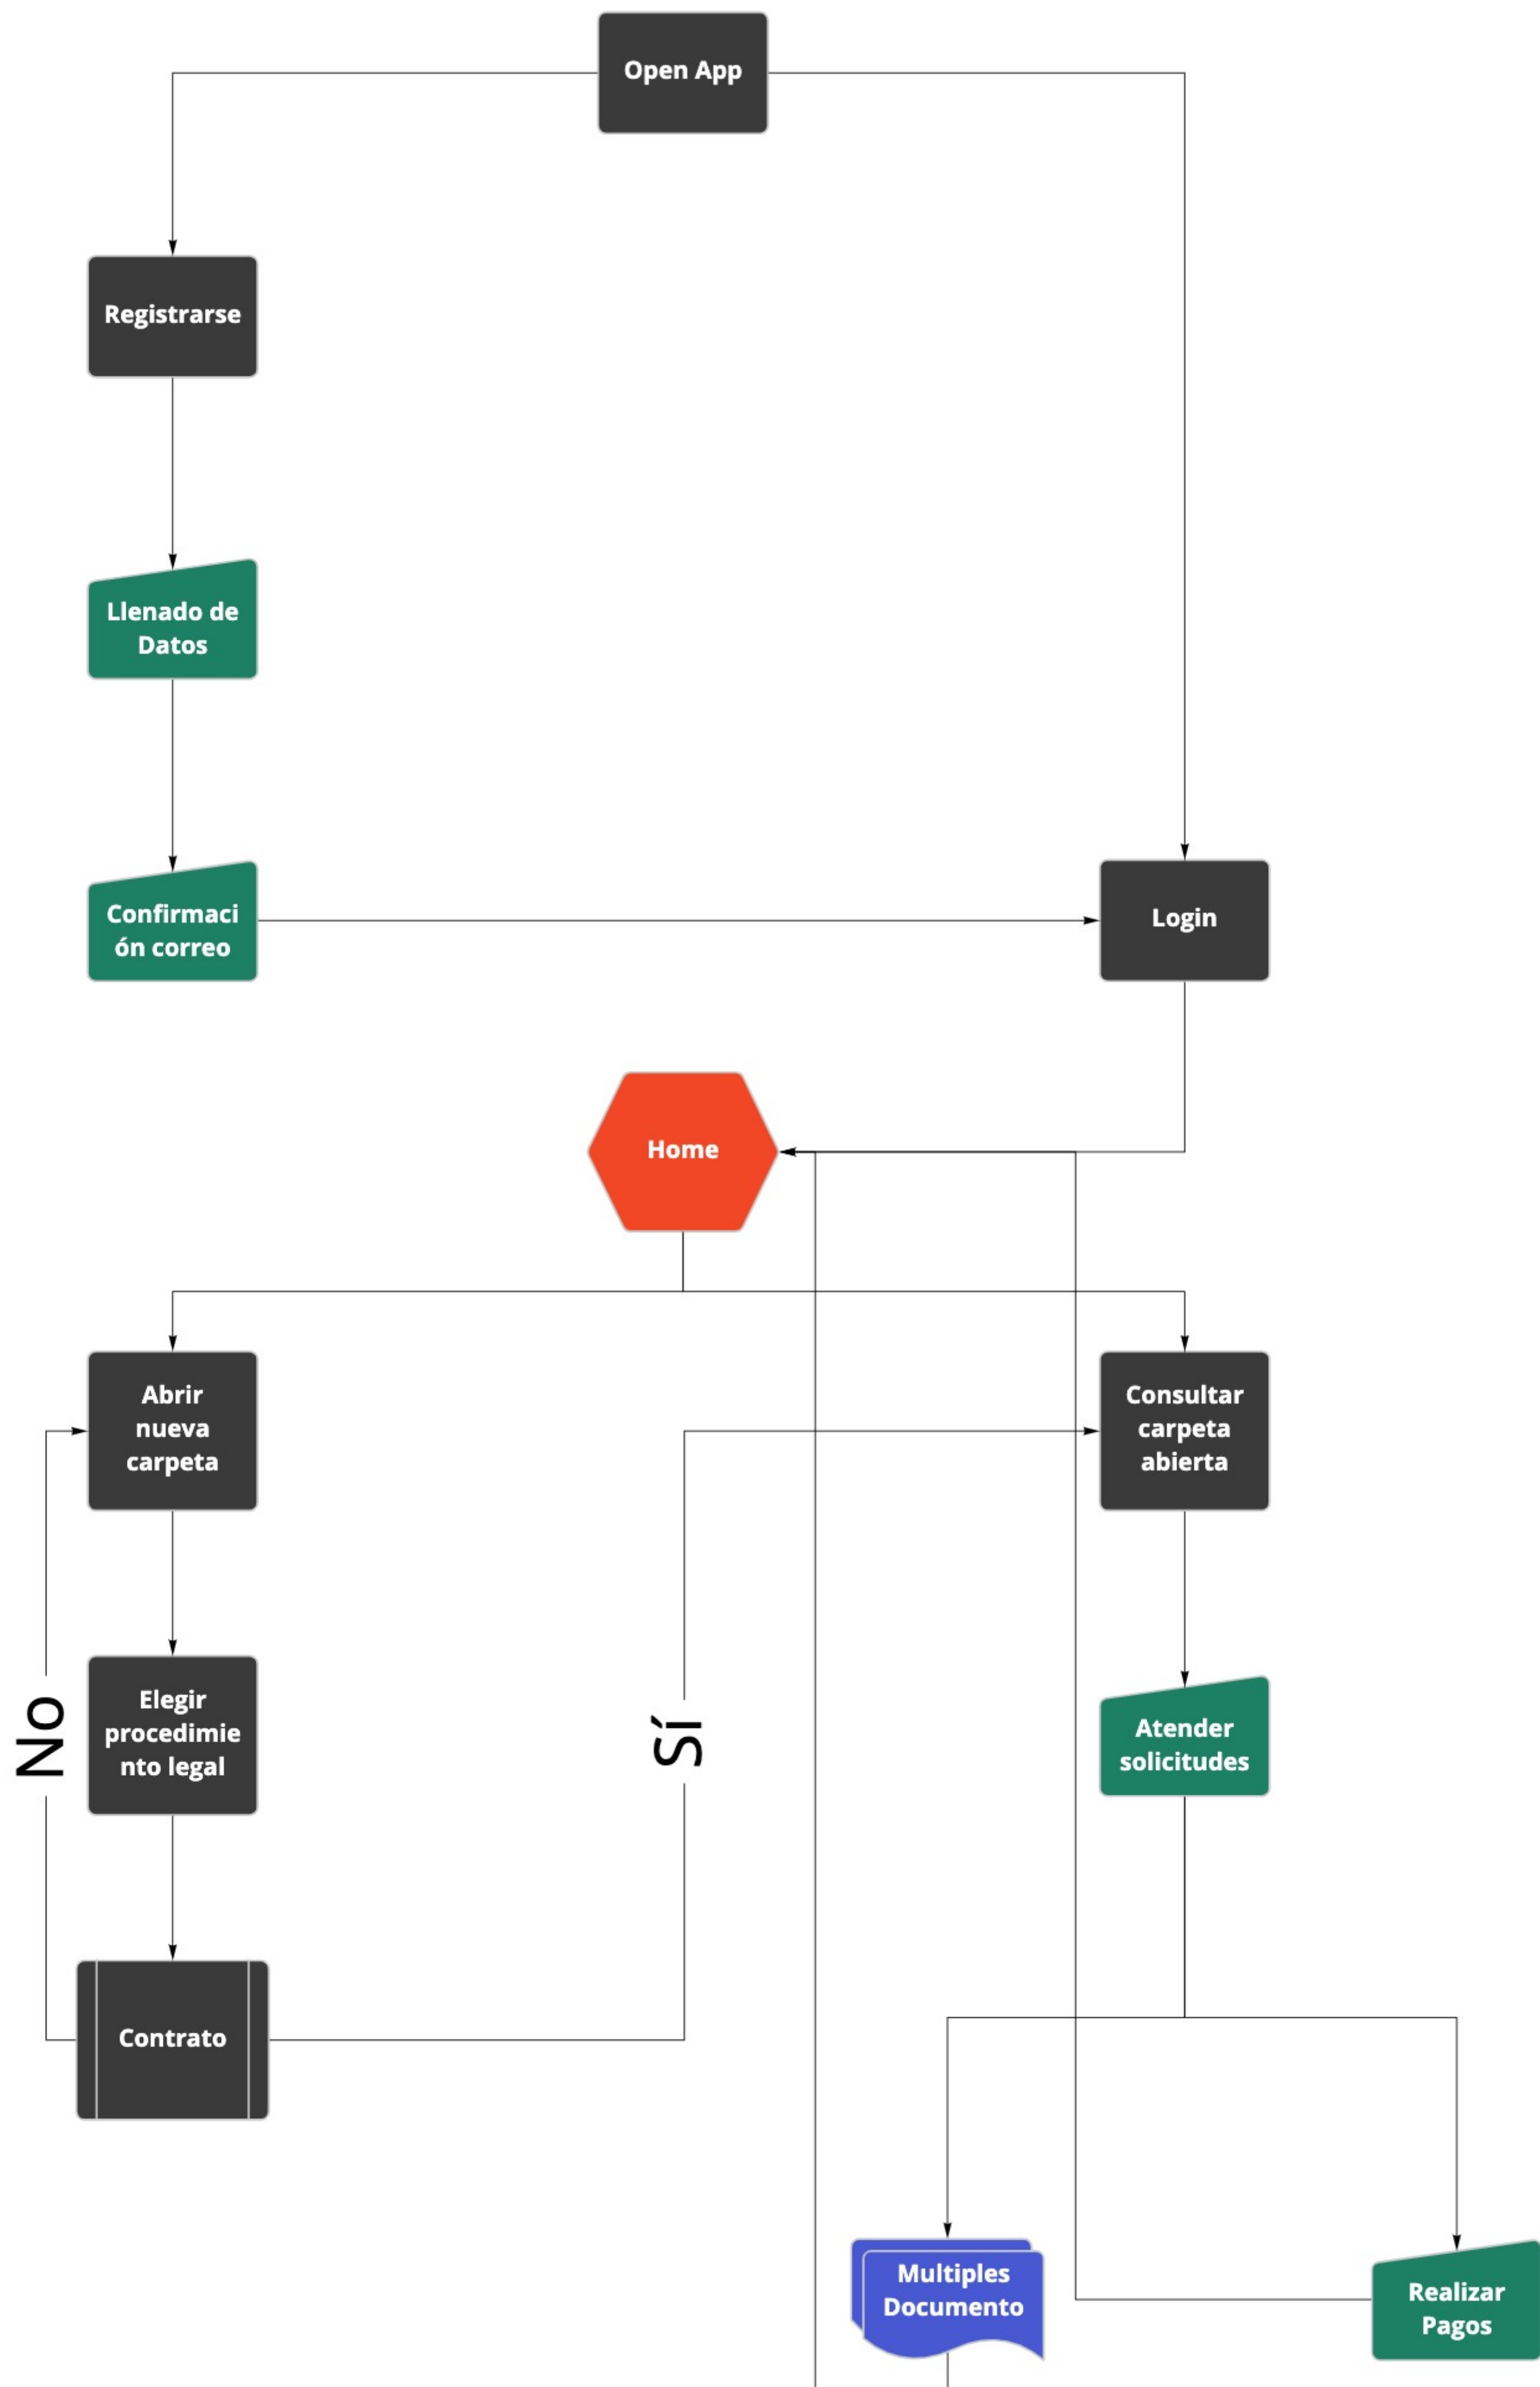 Open App
Registrarse
Llenado de
Datos
Confirmaci
ón correo
Login
Home
Abrir
nueva
carpeta
Consultar
carpeta
abierta
No
Elegir
procedimie
nto legal
Sí
Atender
solicitudes
Contrato
Multiples
Documento
Realizar
Pagos